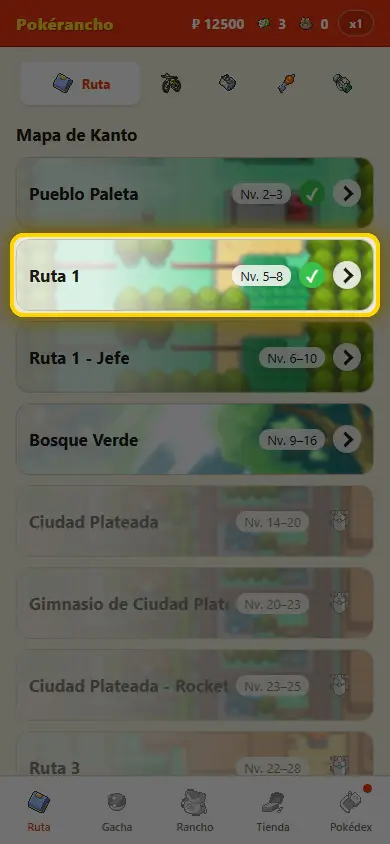 Pokérancho ₽ 12500 3 0 x1
Ruta
Mapa de Kanto
Pueblo Paleta Nv. 2–3
Ruta 1 Nv. 5–8
Ruta 1 - Jefe Nv. 6–10
Bosque Verde Nv. 9–16
Ciudad Plateada Nv. 14–20
Gimnasio de Ciudad Plat Nv. 20–23
Ciudad Plateada - Rocket Nv. 23–25
Ruta 3 Nv. 22–28
Ruta Gacha Rancho Tienda Pokédex